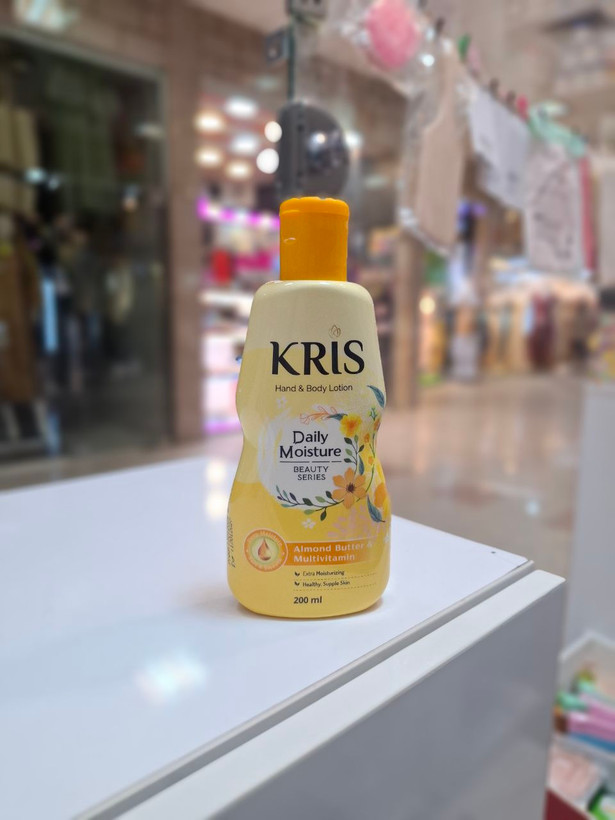 KRIS
Hand & Body Lotion
Daily
Moisture
BEAUTY
SERIES
Almond Butter &
Multivitamin
Extra Moisturizing
Healthy, Supple Skin
200 ml